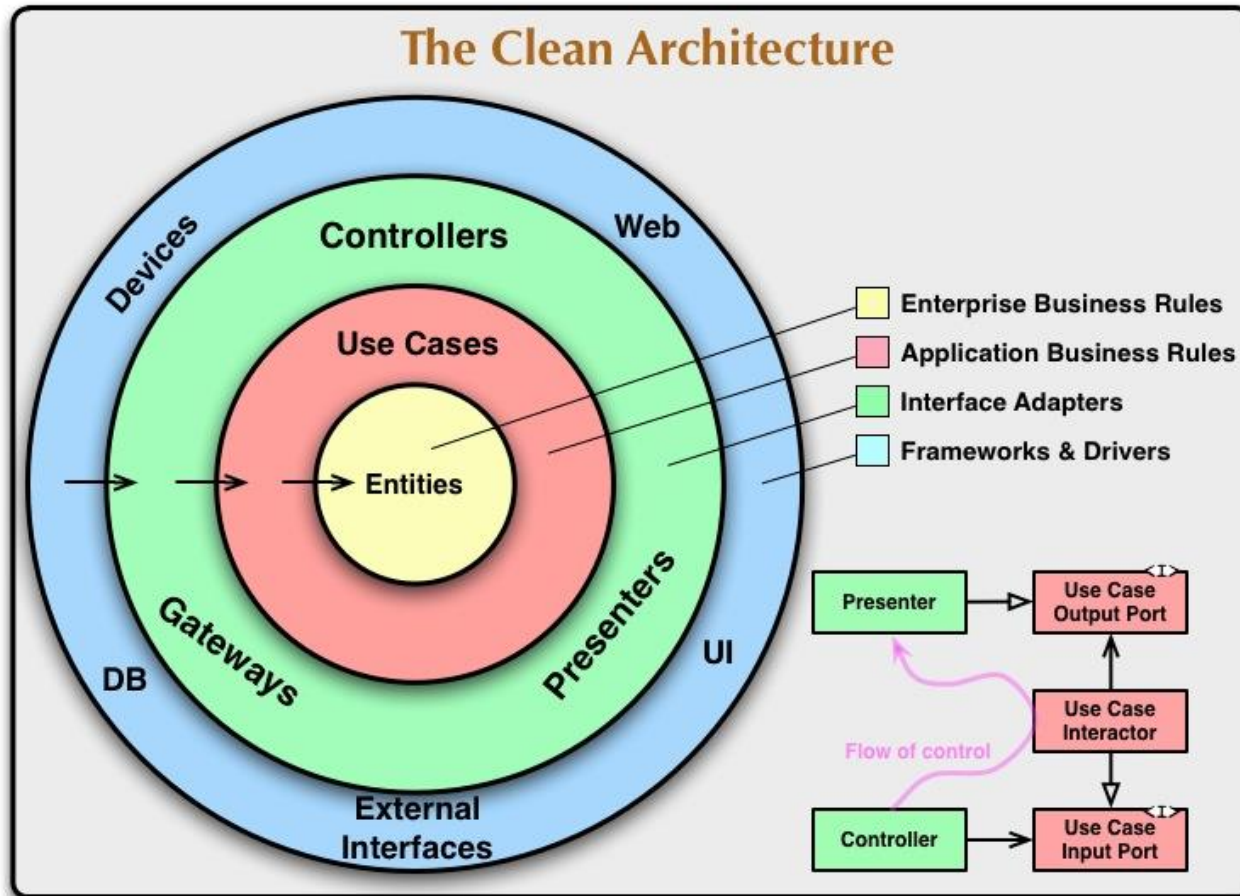 The Clean Architecture
Devices
Controllers
Web
Use Cases
Entities
Gateways
Presenters
DB
UI
External
Interfaces
Enterprise Business Rules
Application Business Rules
Interface Adapters
Frameworks & Drivers
Presenter
<I>
Use Case
Output Port
Use Case
Interactor
Flow of control
Controller
<I>
Use Case
Input Port